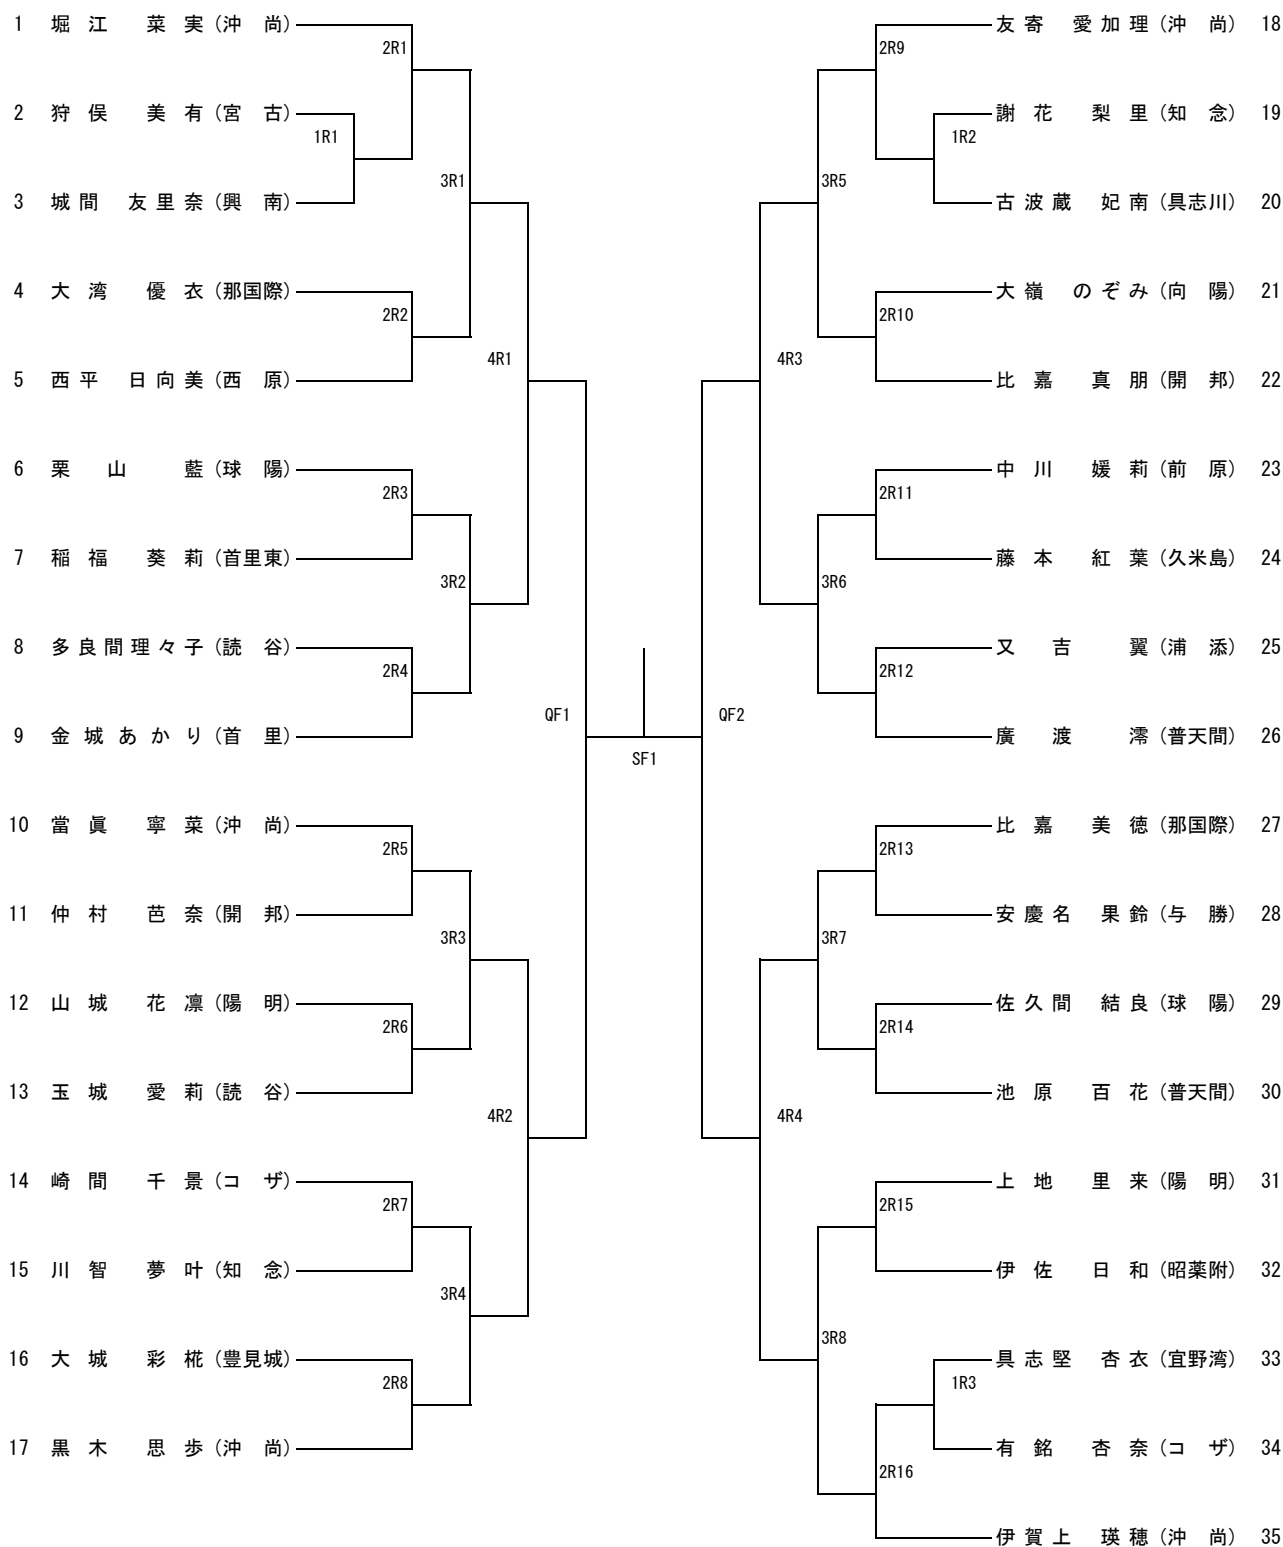 1 堀江 菜実(沖 尚)
2 狩俣 美有(宮 古)
3 城間 友里奈(興 南)
4 大湾 優衣(那国際)
5 西平 日向美(西 原)
6 栗山 藍(球 陽)
7 稲福 葵莉(首里東)
8 多良間理々子(読 谷)
9 金城あかり(首 里)
10 當眞 寧菜(沖 尚)
11 仲村 芭奈(開 邦)
12 山城 花凛(陽 明)
13 玉城 愛莉(読 谷)
14 崎間 千景(コ ザ)
15 川智 夢叶(知 念)
16 大城 彩椛(豊見城)
17 黒木 思歩(沖 尚)
1R1
2R1
2R2
2R3
2R4
2R5
2R6
2R7
2R8
3R1
3R2
3R3
3R4
4R1
4R2
QF1
SF1
QF2
4R3
4R4
3R5
3R6
3R7
3R8
2R9
2R10
2R11
2R12
2R13
2R14
2R15
2R16
1R2
1R3
友寄 愛加理(沖 尚) 18
謝花 梨里(知 念) 19
古波蔵 妃南(具志川) 20
大嶺 のぞみ(向 陽) 21
比嘉 真朋(開 邦) 22
中川 媛莉(前 原) 23
藤本 紅葉(久米島) 24
又吉 翼(浦 添) 25
廣渡 澪(普天間) 26
比嘉 美徳(那国際) 27
安慶名 果鈴(与 勝) 28
佐久間 結良(球 陽) 29
池原 百花(普天間) 30
上地 里来(陽 明) 31
伊佐 日和(昭薬附) 32
具志堅 杏衣(宜野湾) 33
有銘 杏奈(コ ザ) 34
伊賀上 瑛穂(沖 尚) 35